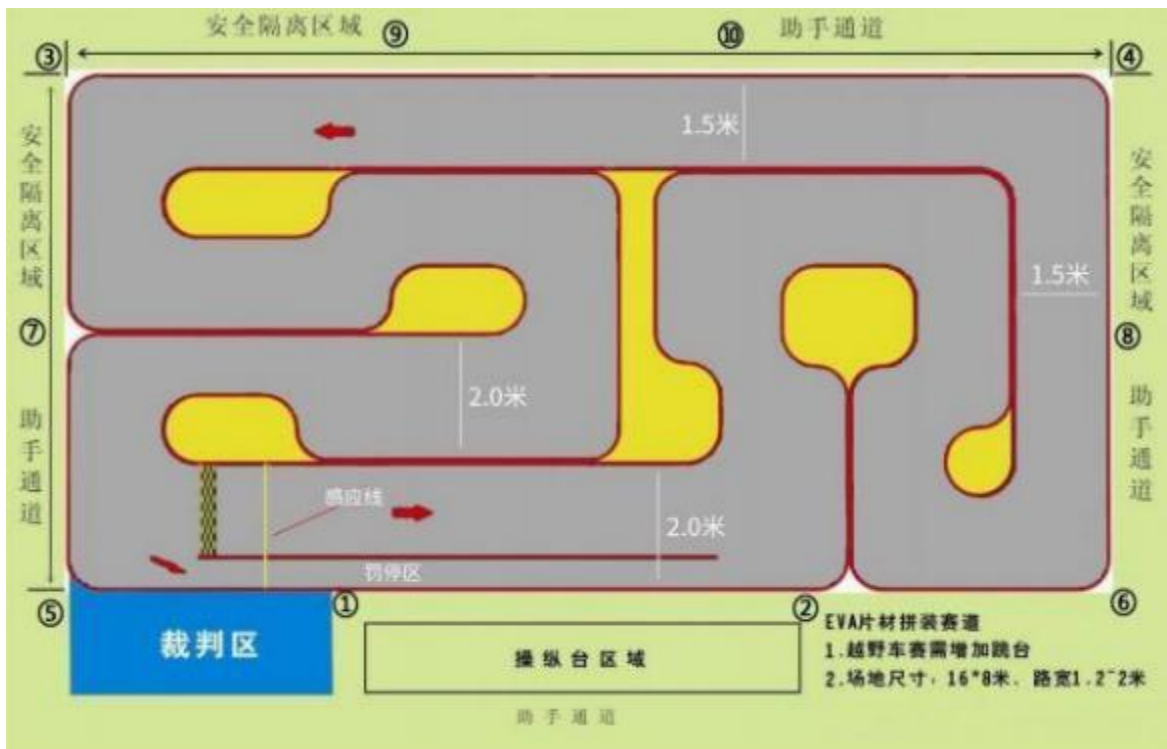 安全隔离区域
⑨
⑩
助手通道
③
④
安全隔离区域
1.5米
安全隔离区域
1.5米
⑦
⑧
2.0米
助手通道
助手通道
感应线
2.0米
罚停区
⑤
①
②
⑥
裁判区
操纵台区域
EVA片材拼装赛道
1.越野车赛需增加跳台
2.场地尺寸：16*8米、路宽1.2~2米
助手通道